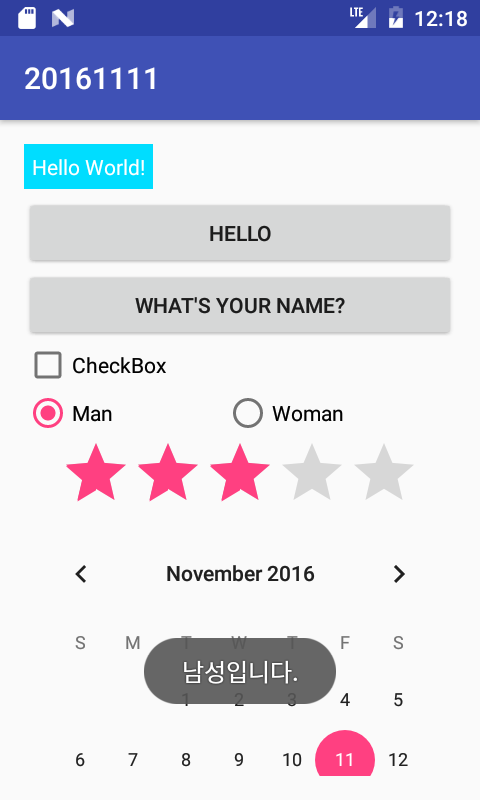 LTE 12:18
20161111
Hello World!
HELLO
WHAT'S YOUR NAME?
CheckBox
Man Woman
November 2016
S M T W T F S
남성입니다.
1 2 3 4 5
6 7 8 9 10 11 12